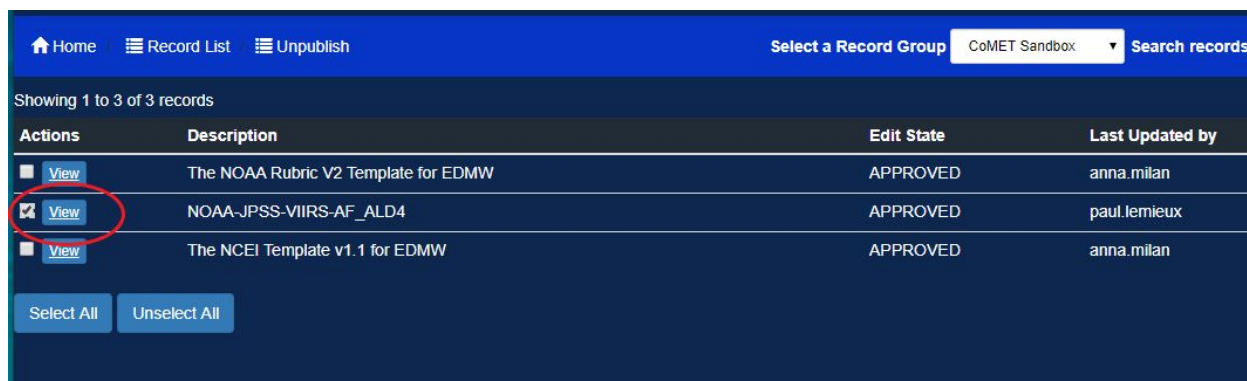 Home / Record List / Unpublish Select a Record Group CoMET Sandbox Search records
Showing 1 to 3 of 3 records
Actions Description Edit State Last Updated by
View The NOAA Rubric V2 Template for EDMW APPROVED anna.milan
View NOAA-JPSS-VIIRS-AF_ALD4 APPROVED paul.lemieux
View The NCEI Template v1.1 for EDMW APPROVED anna.milan
Select All Unselect All